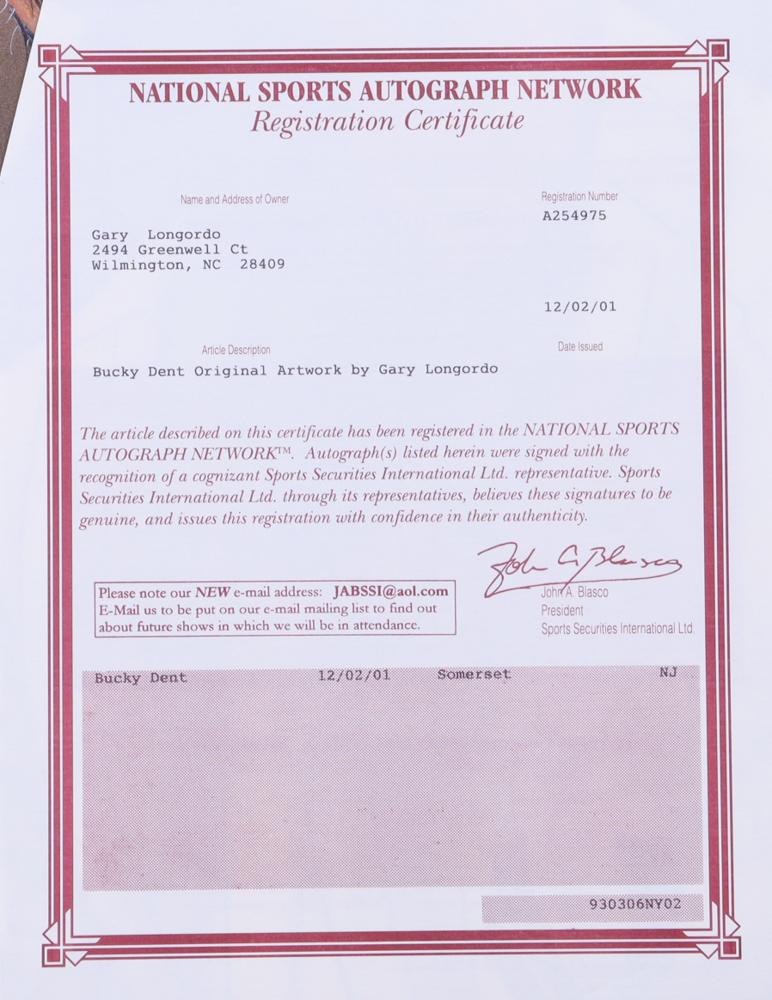 NATIONAL SPORTS AUTOGRAPH NETWORK
Registration Certificate
Name and Address of Owner
Registration Number
A254975
Gary Longordo
2494 Greenwell Ct
Wilmington, NC 28409
12/02/01
Article Description
Date Issued
Bucky Dent Original Artwork by Gary Longordo
The article described on this certificate has been registered in the NATIONAL SPORTS
AUTOGRAPH NETWORK™. Autograph(s) listed herein were signed with the
recognition of a cognizant Sports Securities International Ltd. representative. Sports
Securities International Ltd. through its representatives, believes these signatures to be
genuine, and issues this registration with confidence in their authenticity.
John A. Blasco
Please note our NEW e-mail address: JABSSI@aol.com
E-Mail us to be put on our e-mail mailing list to find out
about future shows in which we will be in attendance.
John A. Blasco
President
Sports Securities International Ltd.
Bucky Dent 12/02/01 Somerset NJ
930306NY02